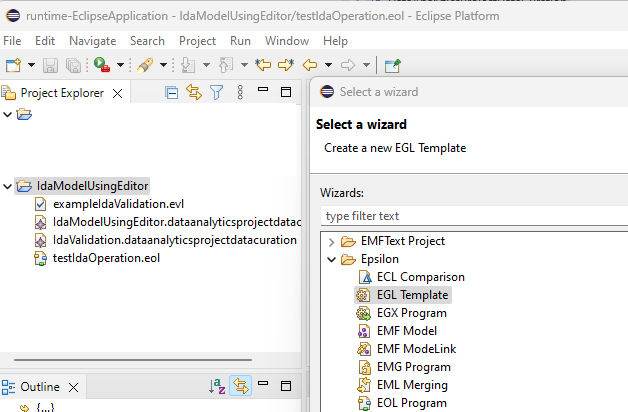 runtime-EclipseApplication - IdaModelUsingEditor/testIdaOperation.eol - Eclipse Platform
File Edit Navigate Search Project Run Window Help
Project Explorer
IdaModelUsingEditor
exampleIdaValidation.evl
IdaModelUsingEditor.dataanalyticsprojectdatac
IdaValidation.dataanalyticsprojectdatacuration
testIdaOperation.eol
Outline
{...}
Select a wizard
Select a wizard
Create a new EGL Template
Wizards:
type filter text
EMFText Project
Epsilon
ECL Comparison
EGL Template
EGX Program
EMF Model
EMF ModeLink
EMG Program
EML Merging
EOL Program